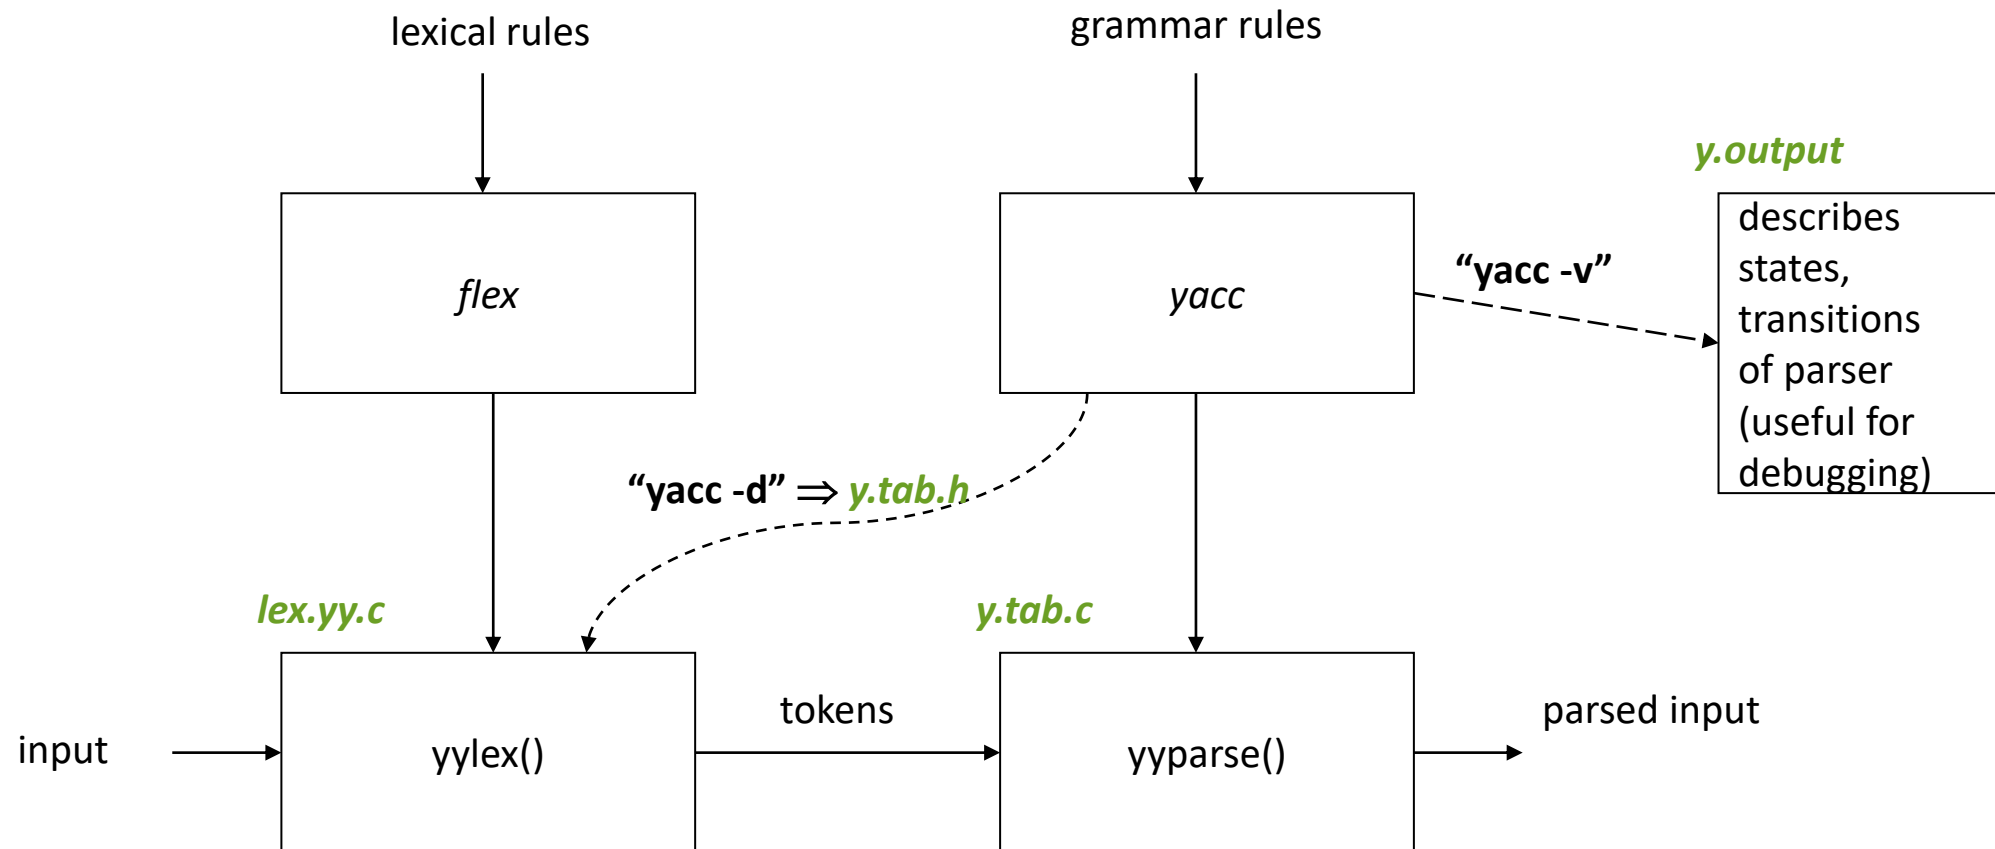 lexical rules
grammar rules
y.output
flex
yacc
“yacc -v”
describes
states,
transitions
of parser
(useful for
debugging)
“yacc -d” ⇒ y.tab.h
lex.yy.c
y.tab.c
input
yylex()
tokens
yyparse()
parsed input